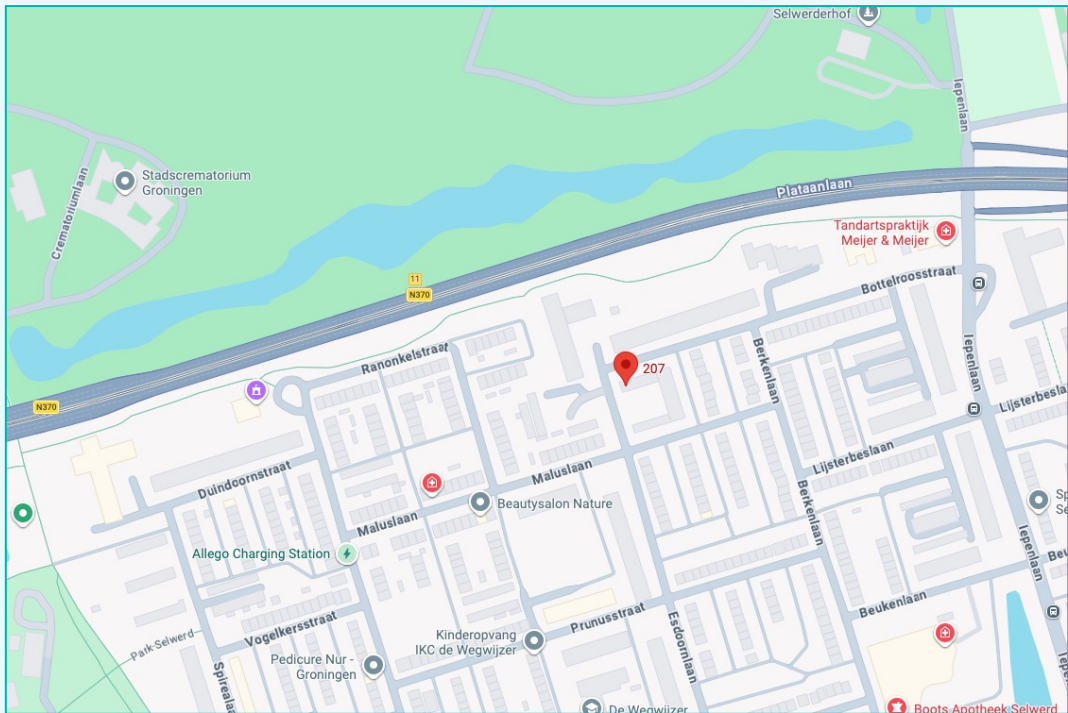 Selwerderhof
Iepenlaan
Stadscrematorium
Groningen
Crematoriumlaan
Plataanlaan
Tandartspraktijk
Meijer & Meijer
11
N370
Bottelroosstraat
Ranonkelstraat
Berkenlaan
Iepenlaan
207
N370
Lijsterbeslaan
Duindoornstraat
Maluslaan
Lijsterbeslaan
Beautysalon Nature
Maluslaan
Berkenlaan
Allego Charging Station
Iepenlaan
Beukenlaan
Vogelkersstraat
Prunusstraat
Esdoornlaan
Park-Selwerd
Kinderopvang
IKC de Wegwijzer
Pedicure Nur -
Groningen
De Wegwijzer
Boots Apotheek Selwerd